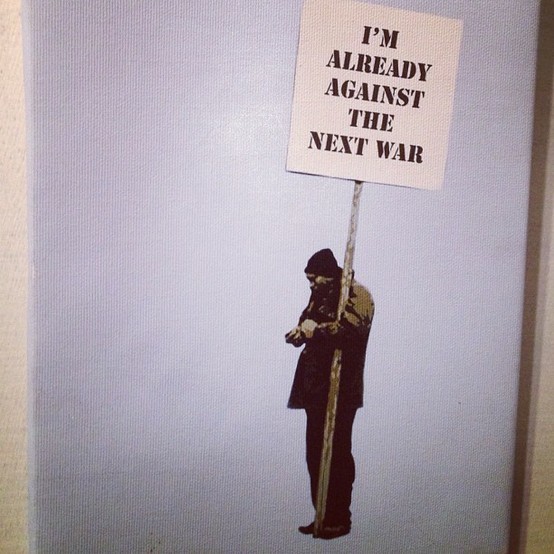 I'M
ALREADY
AGAINST
THE
NEXT WAR